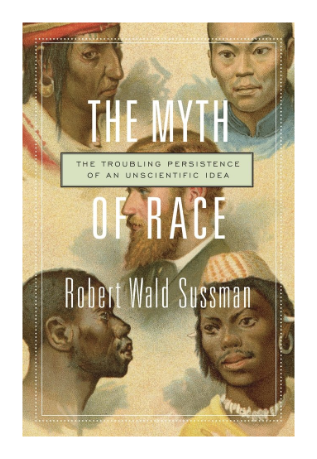 THE MYTH
THE TROUBLING PERSISTENCE
OF AN UNSCIENTIFIC IDEA
OF RACE
Robert Wald Sussman